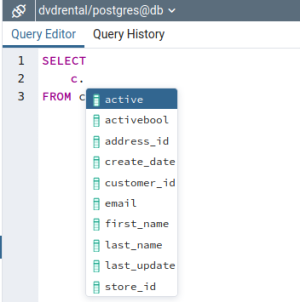 dvdrental/postgres@db
Query Editor Query History
1 SELECT
2 c.
3 FROM c
active
activebool
address_id
create_date
customer_id
email
first_name
last_name
last_update
store_id